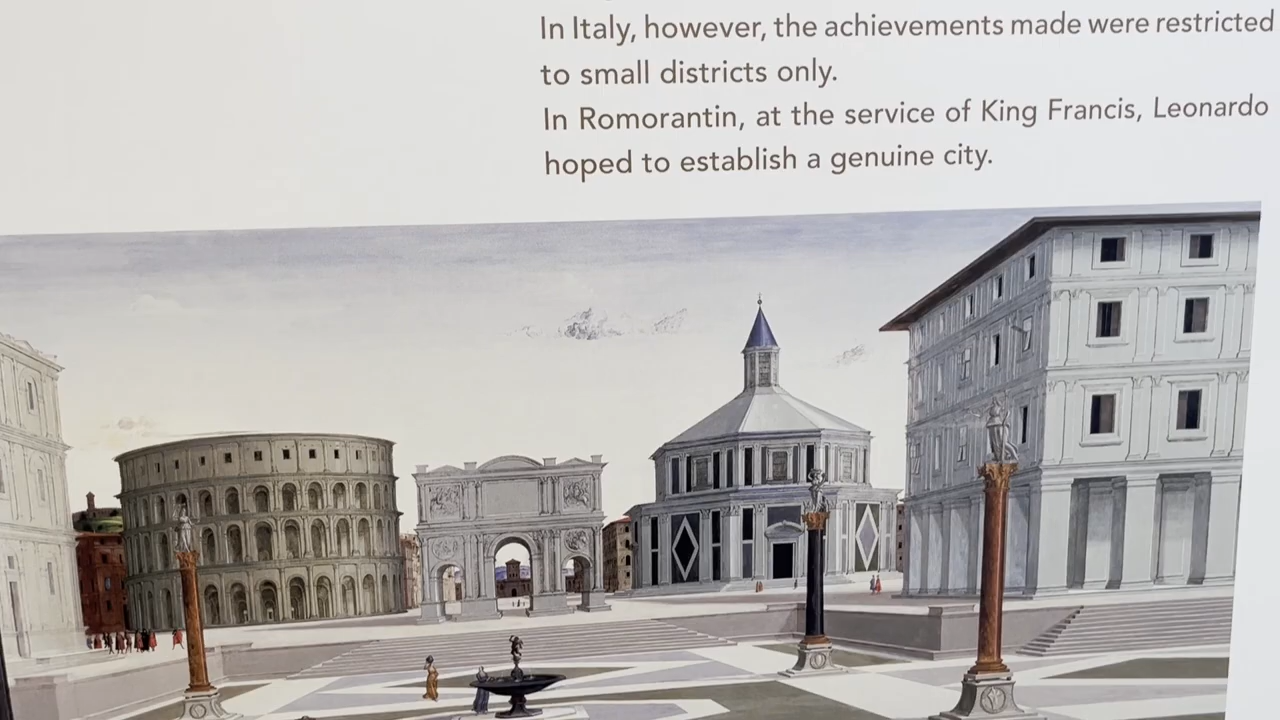 In Italy, however, the achievements made were restricted
to small districts only.
In Romorantin, at the service of King Francis, Leonardo
hoped to establish a genuine city.